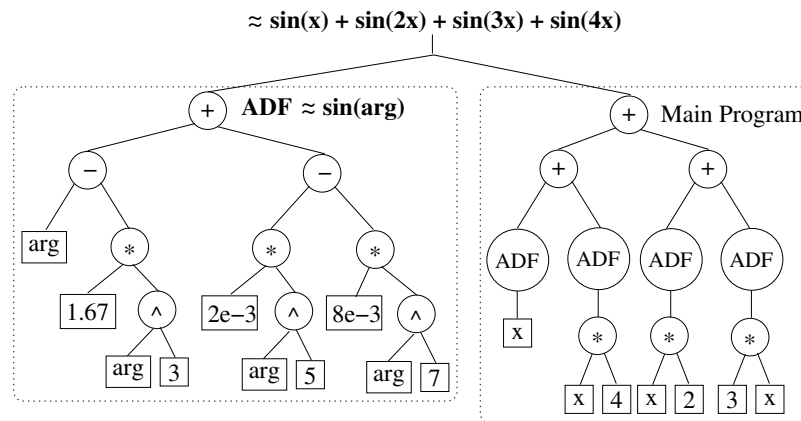 ≈ sin(x) + sin(2x) + sin(3x) + sin(4x)
+ ADF ≈ sin(arg) + Main Program
− − + +
arg * * * ADF ADF ADF ADF
1.67 ^ 2e−3 ^ 8e−3 ^ x * * *
arg 3 arg 5 arg 7 x 4 x 2 3 x